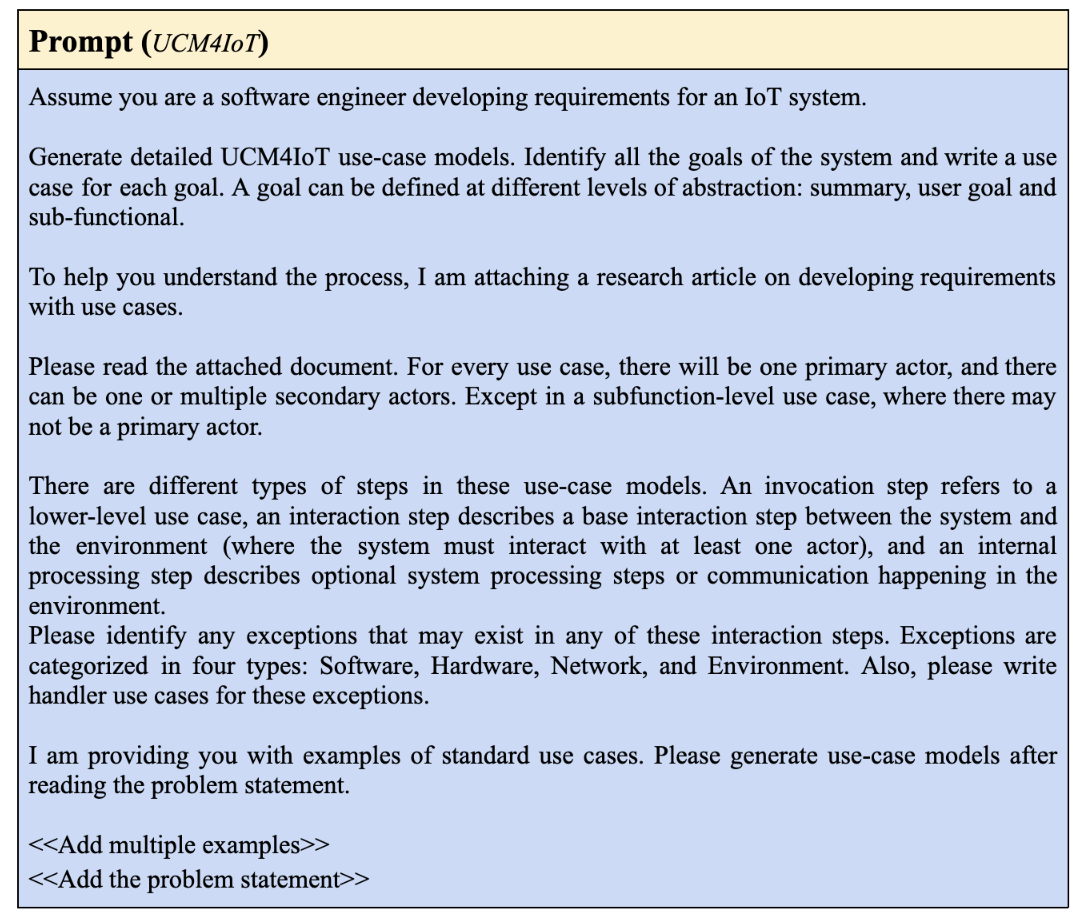 Prompt (UCM4IoT)
Assume you are a software engineer developing requirements for an IoT system.
Generate detailed UCM4IoT use-case models. Identify all the goals of the system and write a use
case for each goal. A goal can be defined at different levels of abstraction: summary, user goal and
sub-functional.
To help you understand the process, I am attaching a research article on developing requirements
with use cases.
Please read the attached document. For every use case, there will be one primary actor, and there
can be one or multiple secondary actors. Except in a subfunction-level use case, where there may
not be a primary actor.
There are different types of steps in these use-case models. An invocation step refers to a
lower-level use case, an interaction step describes a base interaction step between the system and
the environment (where the system must interact with at least one actor), and an internal
processing step describes optional system processing steps or communication happening in the
environment.
Please identify any exceptions that may exist in any of these interaction steps. Exceptions are
categorized in four types: Software, Hardware, Network, and Environment. Also, please write
handler use cases for these exceptions.
I am providing you with examples of standard use cases. Please generate use-case models after
reading the problem statement.
<<Add multiple examples>>
<<Add the problem statement>>